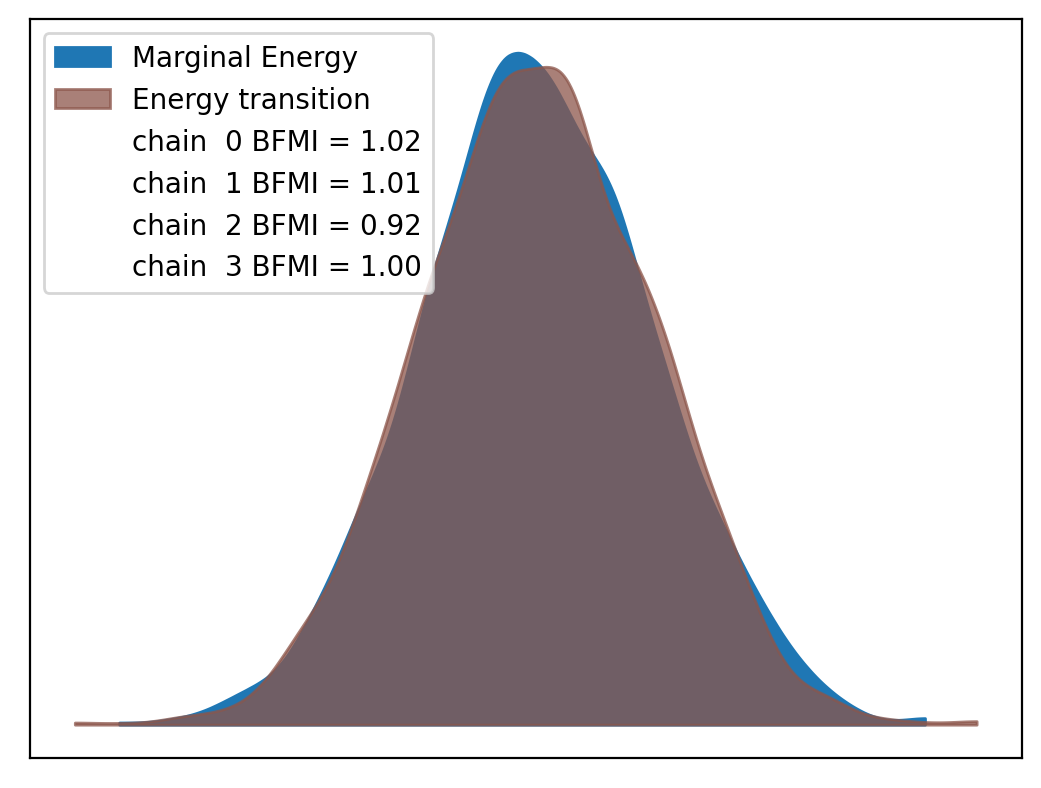 Marginal Energy
Energy transition
chain  0 BFMI = 1.02
chain  1 BFMI = 1.01
chain  2 BFMI = 0.92
chain  3 BFMI = 1.00